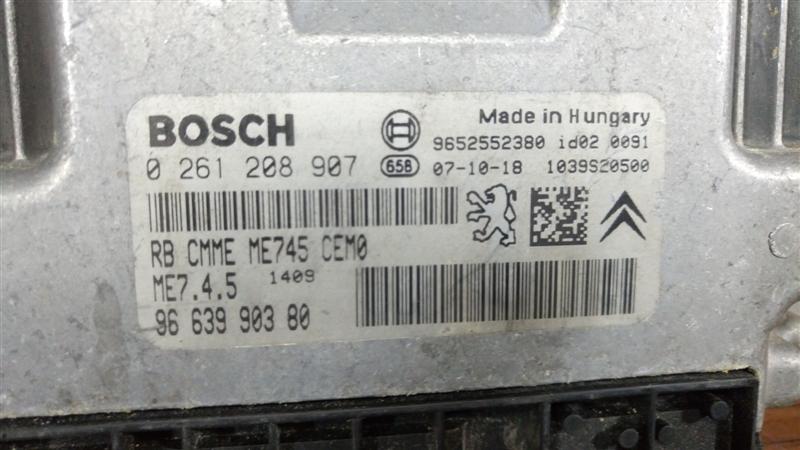 BOSCH
Made in Hungary
9652552380 id02 0091
0 261 208 907
658 07-10-18 1039S20500
RB CMME ME745 CEM0
ME7.4.5 1409
96 639 903 80